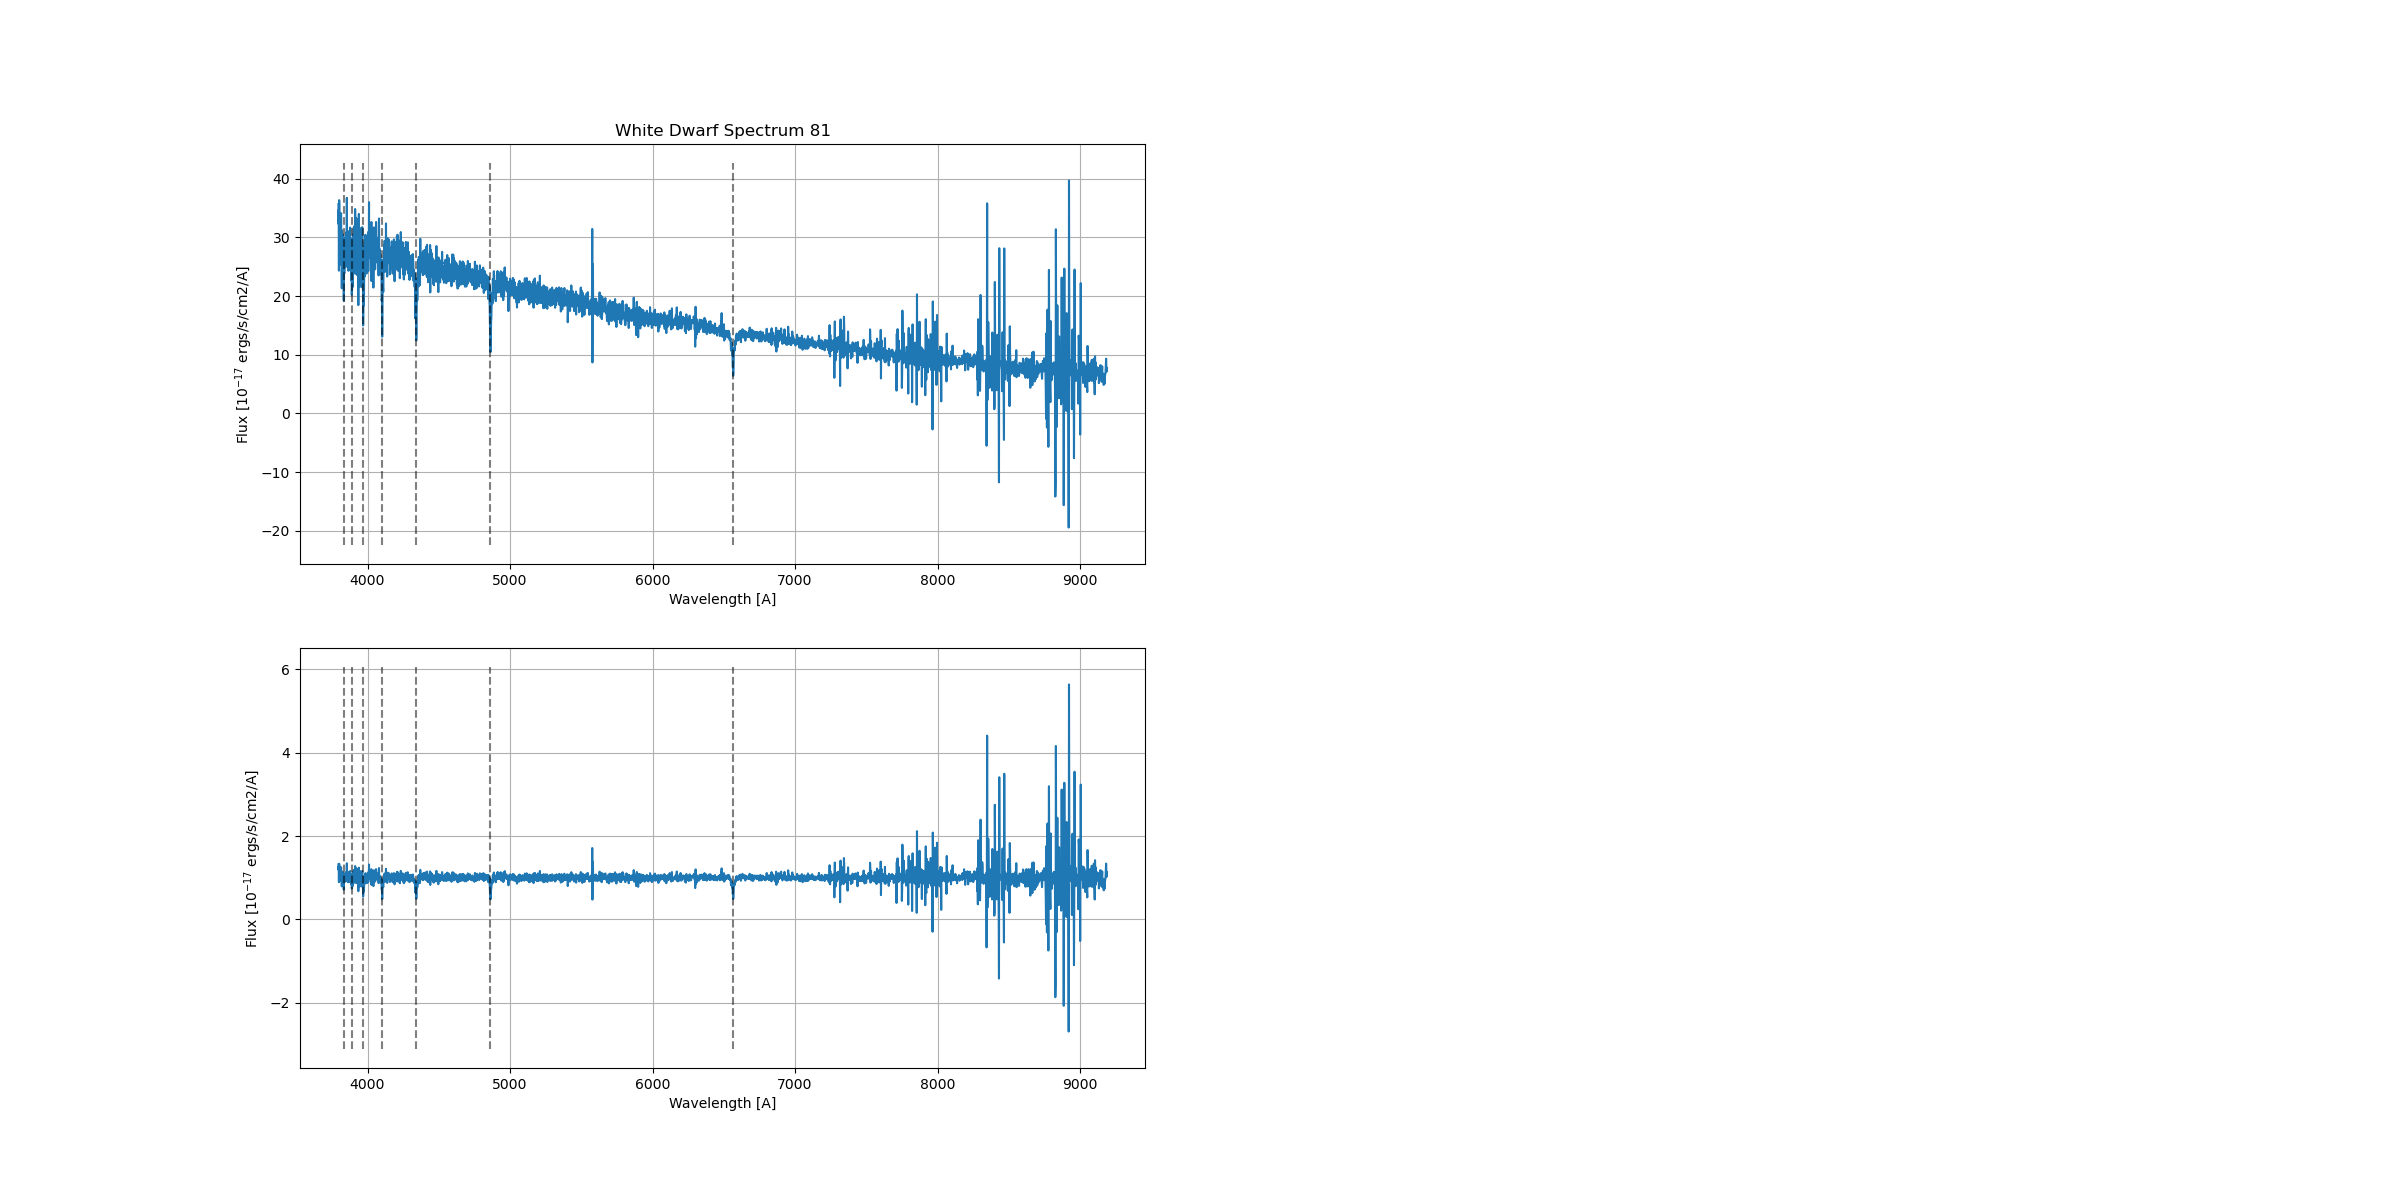 White Dwarf Spectrum 81
40
30
20
10
0
−10
−20
Flux [10⁻¹⁷ ergs/s/cm2/A]
4000 5000 6000 7000 8000 9000
Wavelength [A]
6
4
2
0
−2
Flux [10⁻¹⁷ ergs/s/cm2/A]
4000 5000 6000 7000 8000 9000
Wavelength [A]